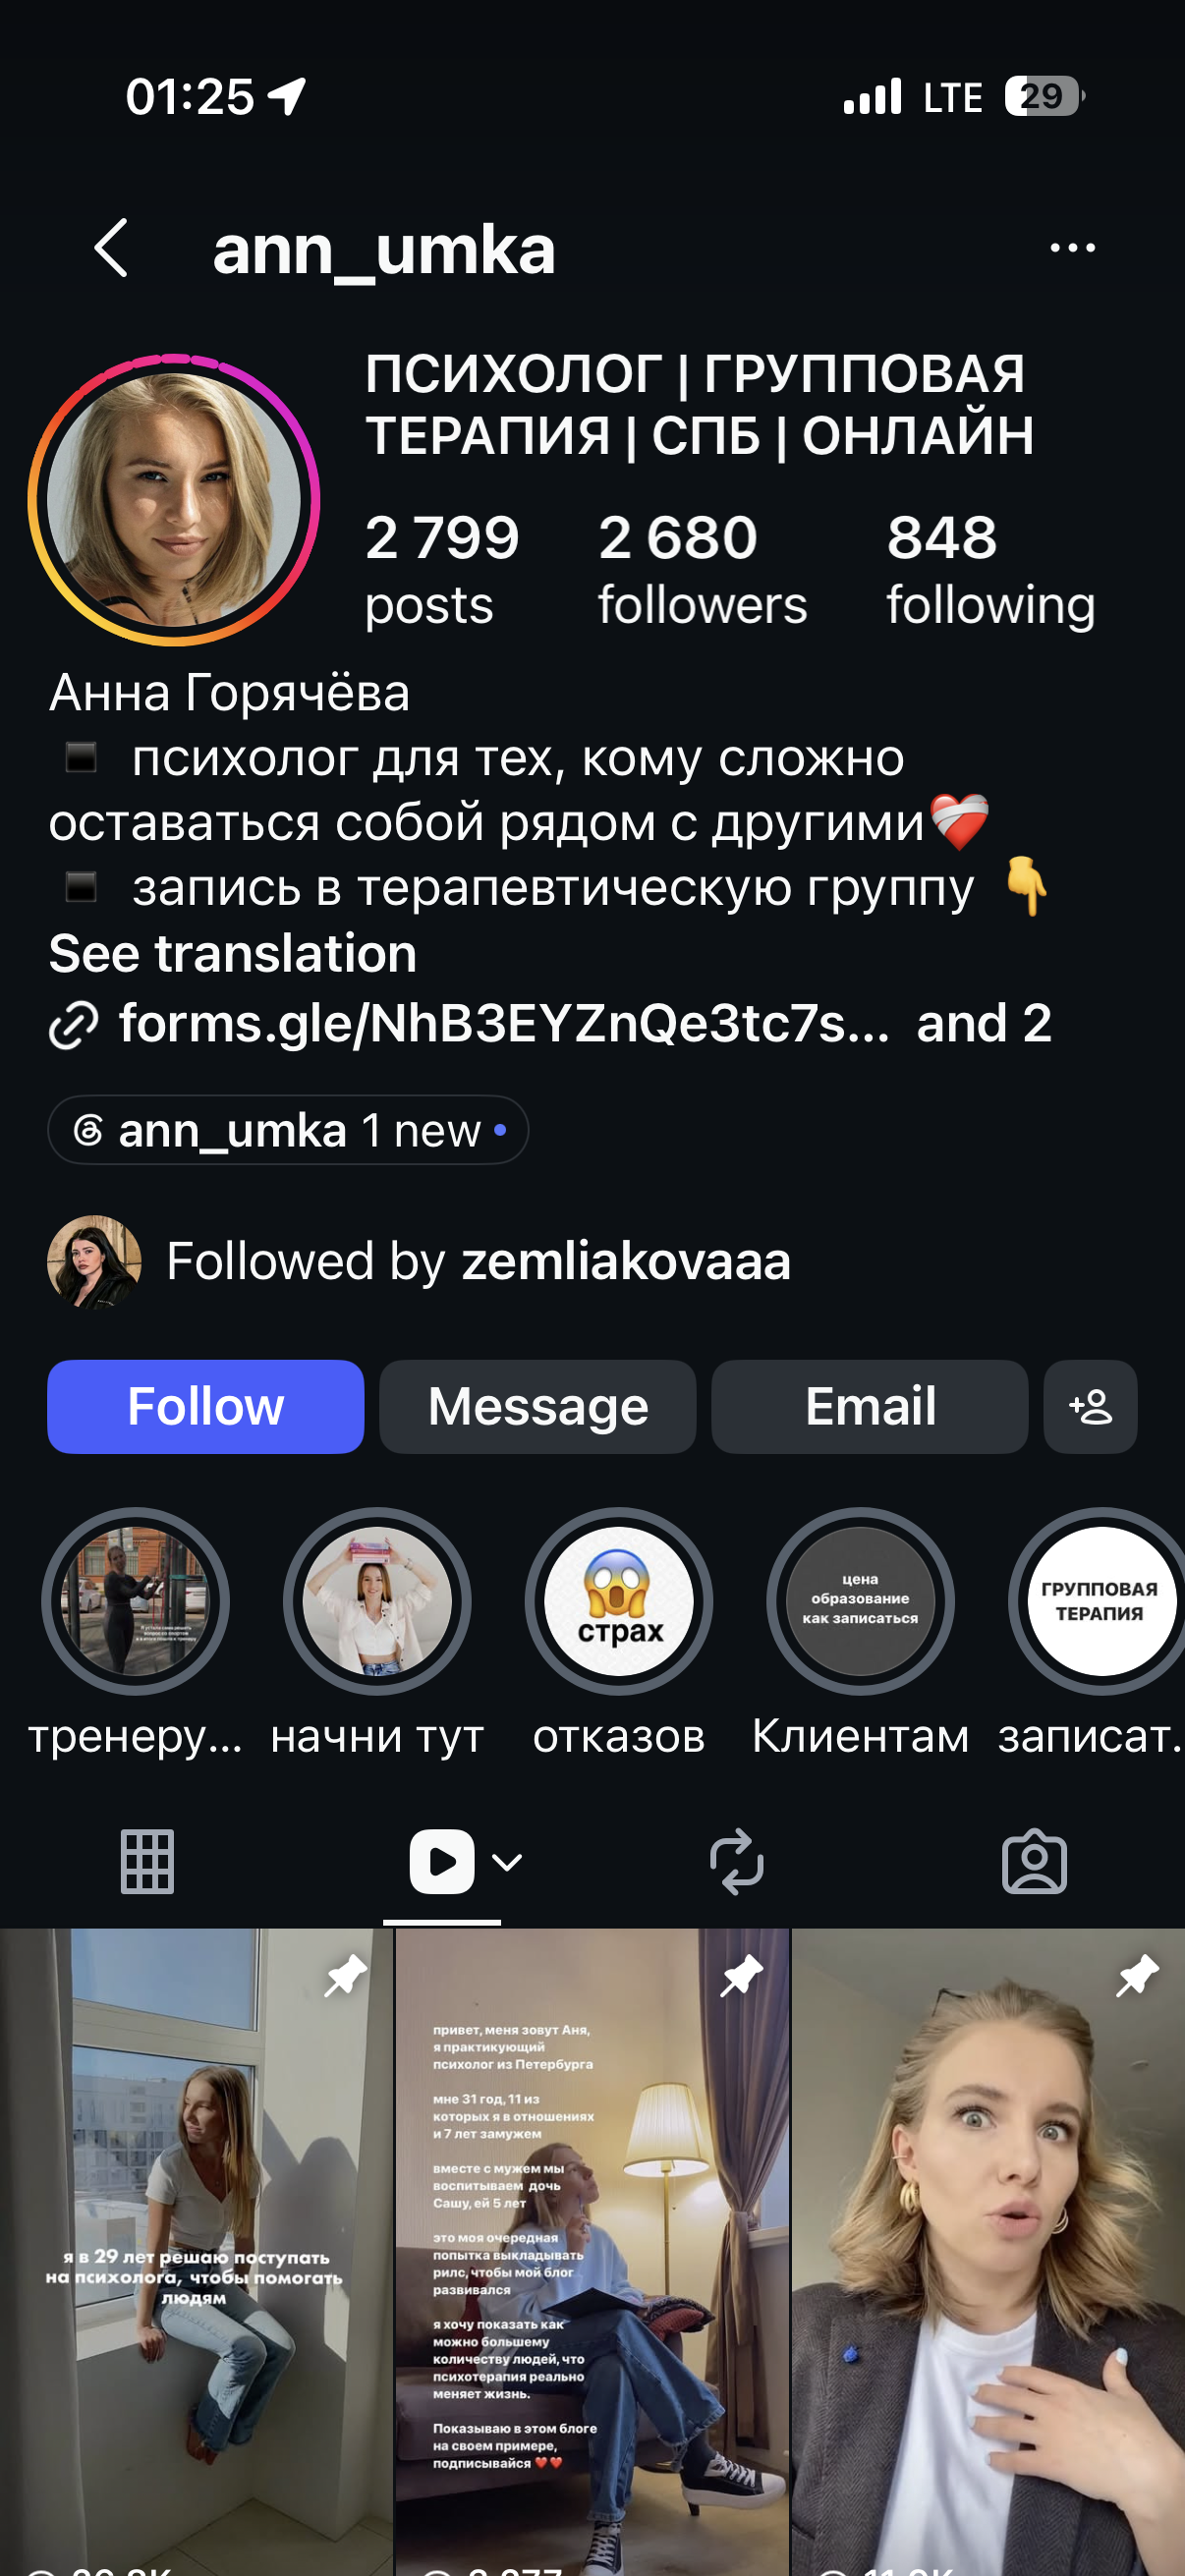 01:25
LTE 29
ann_umka
ПСИХОЛОГ | ГРУППОВАЯ
ТЕРАПИЯ | СПБ | ОНЛАЙН
2 799 2 680 848
posts followers following
Анна Горячёва
▪️ психолог для тех, кому сложно
оставаться собой рядом с другими❤️‍🩹
▪️ запись в терапевтическую группу 👇
See translation
forms.gle/NhB3EYZnQe3tc7s... and 2
ann_umka 1 new
Followed by zemliakovaaa
Follow Message Email
страх
цена
образование
как записаться
ГРУППОВАЯ
ТЕРАПИЯ
тренеру... начни тут отказов Клиентам записат.
я в 29 лет решаю поступать
на психолога, чтобы помогать
людям
привет, меня зовут Аня,
я практикующий
психолог из Петербурга
мне 31 год, 11 из
которых я в отношениях
и 7 лет замужем
вместе с мужем мы
воспитываем дочь
Сашу, ей 5 лет
это моя очередная
попытка выкладывать
рилс, чтобы мой блог
развивался
я хочу показать как
можно большему
количеству людей, что
психотерапия реально
меняет жизнь.
Показываю в этом блоге
на своем примере,
подписывайся ❤️❤️